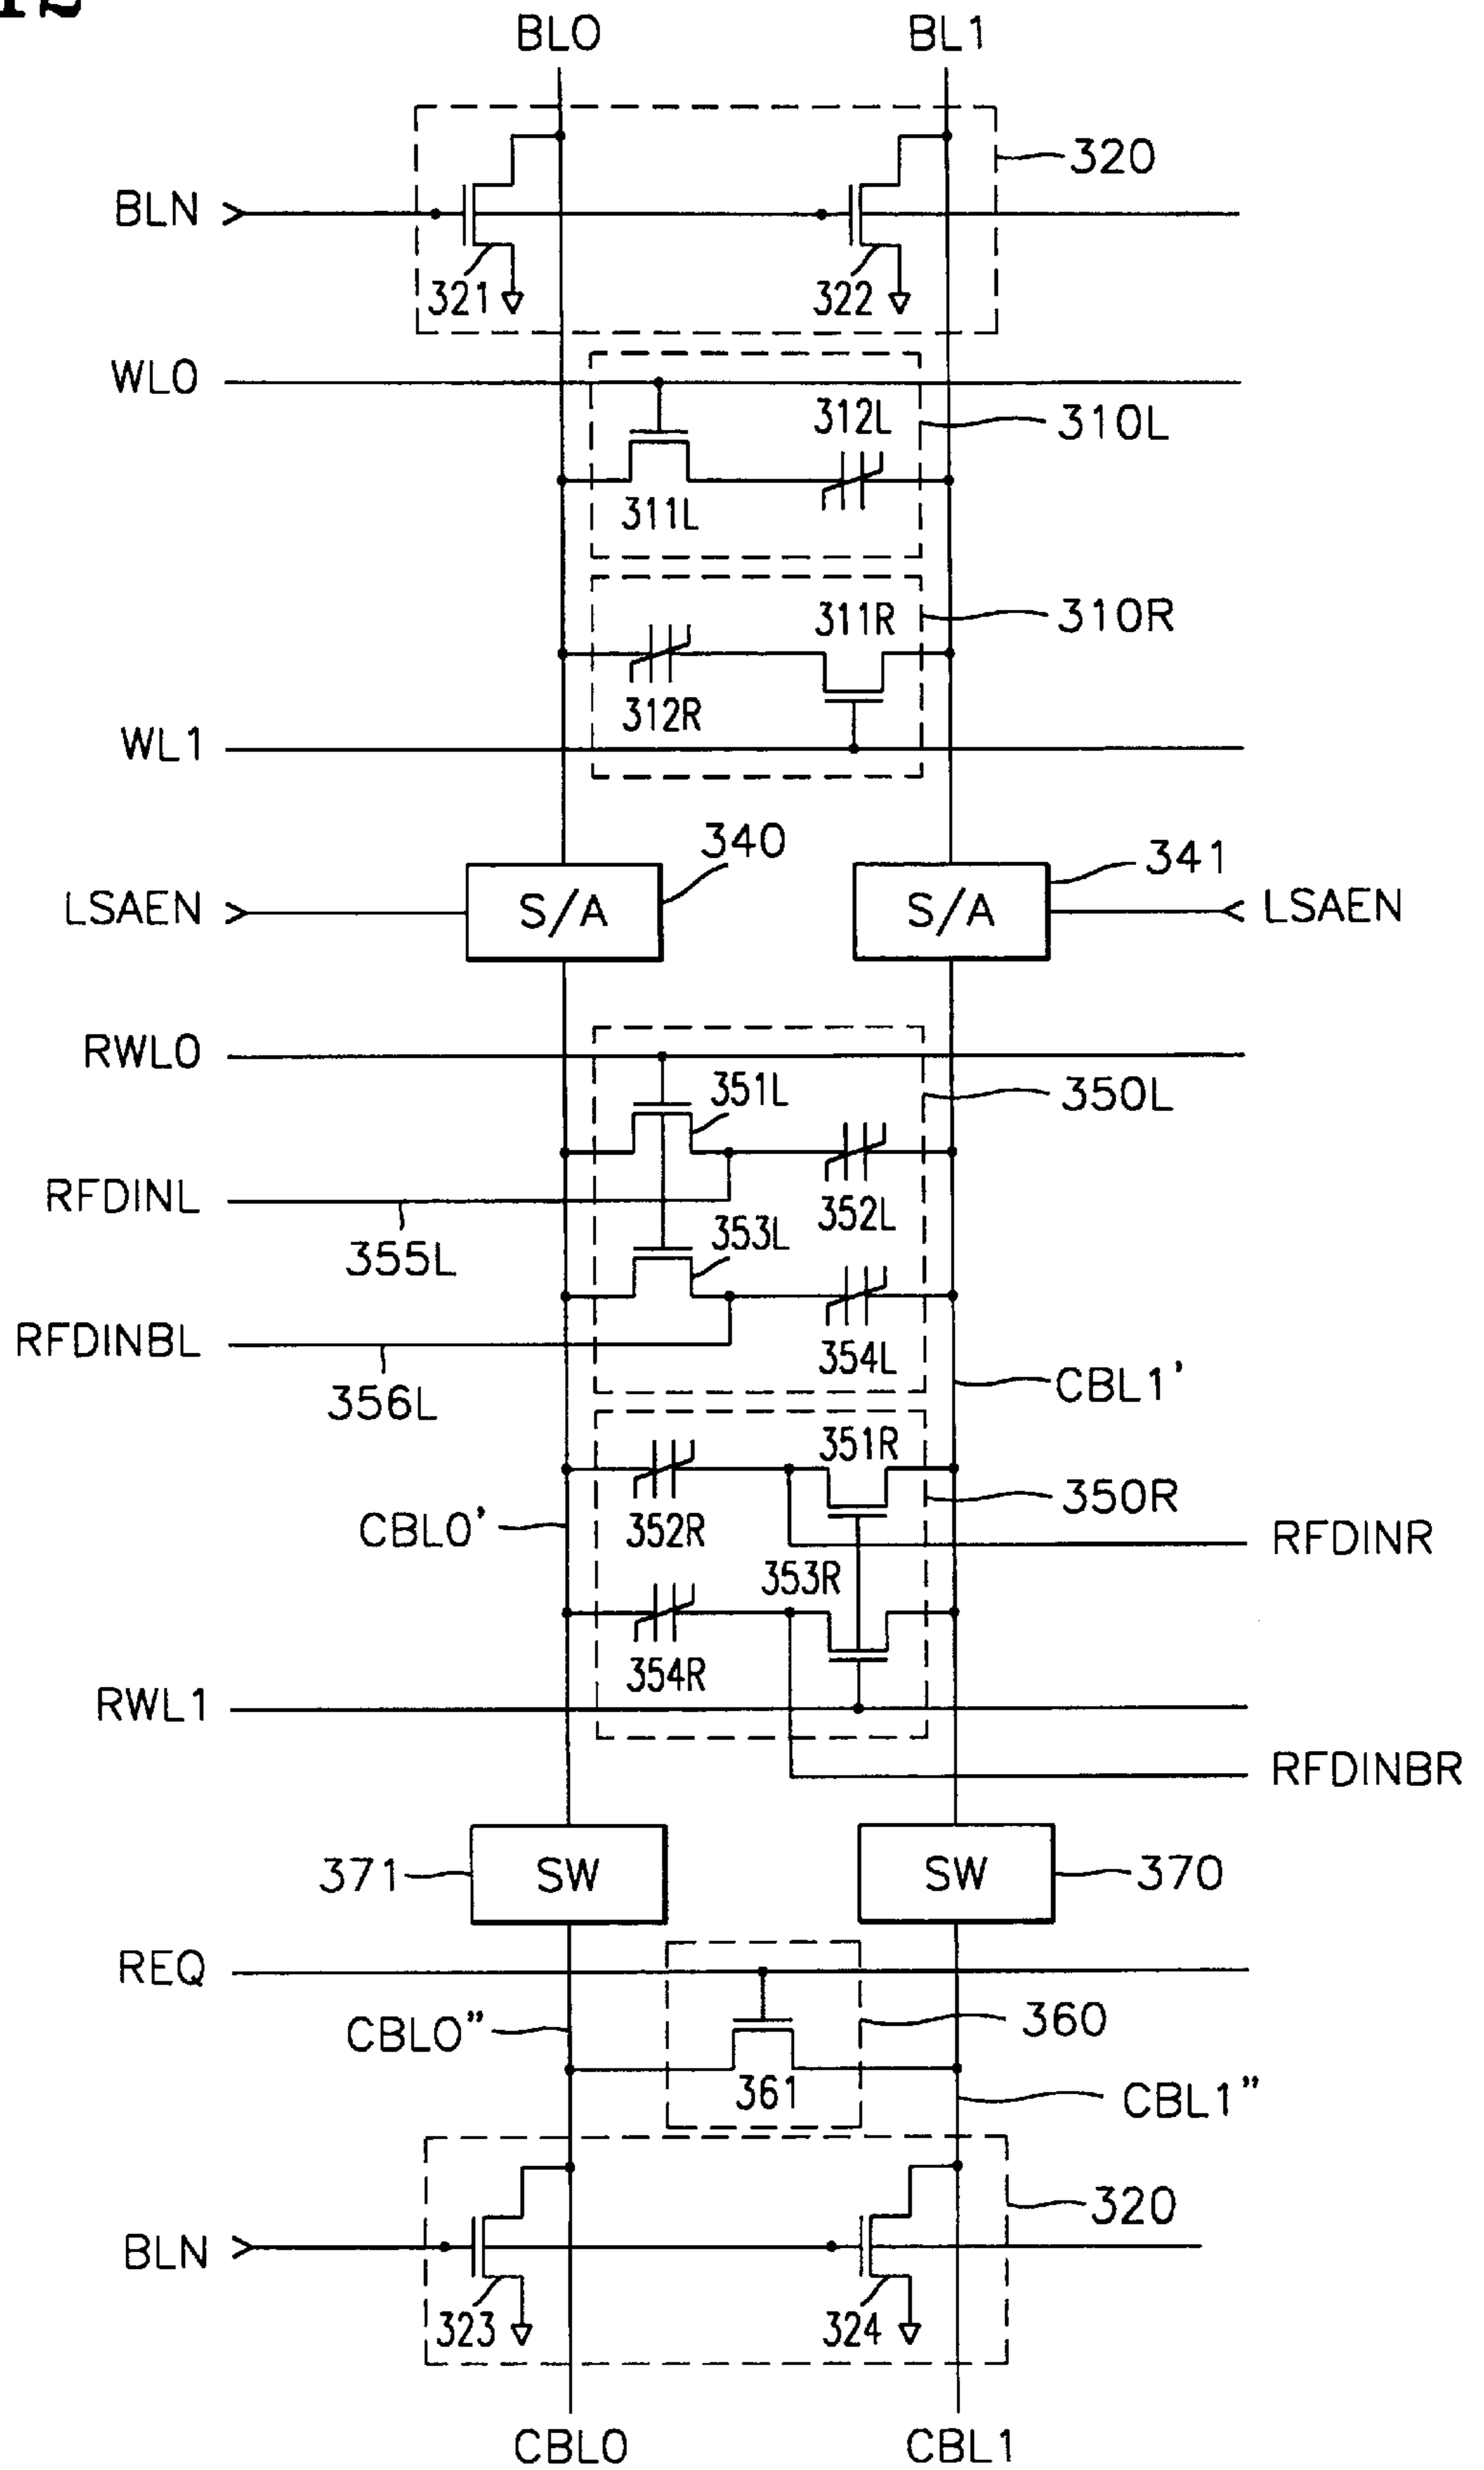 12
BL0 BL1
320
BLN
321 322
WL0
312L
310L
311L
311R
310R
312R
WL1
340
341
LSAEN S/A S/A LSAEN
RWL0
351L
350L
RFDINL
352L
353L
355L
RFDINBL
354L
CBL1'
356L
351R
350R
CBL0' 352R
RFDINR
353R
354R
RWL1
RFDINBR
371 SW SW 370
REQ
CBL0" 360
361
CBL1"
320
BLN
323 324
CBL0 CBL1